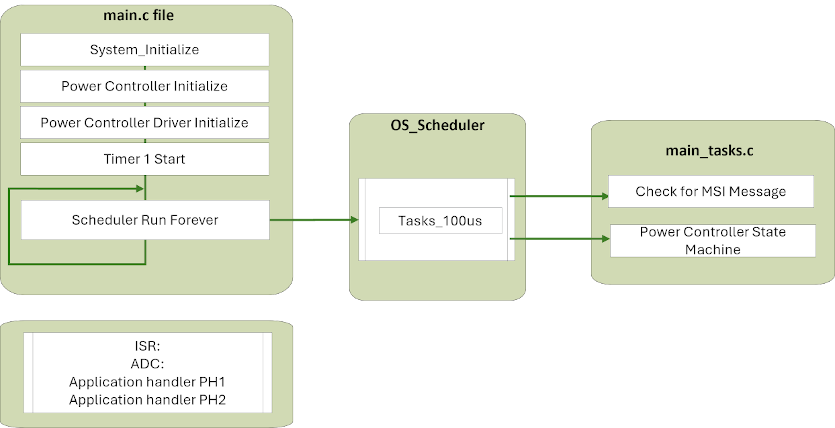 main.c file
System_Initialize
Power Controller Initialize
Power Controller Driver Initialize
Timer 1 Start
Scheduler Run Forever
OS_Scheduler
Tasks_100us
main_tasks.c
Check for MSI Message
Power Controller State
Machine
ISR:
ADC:
Application handler PH1
Application handler PH2